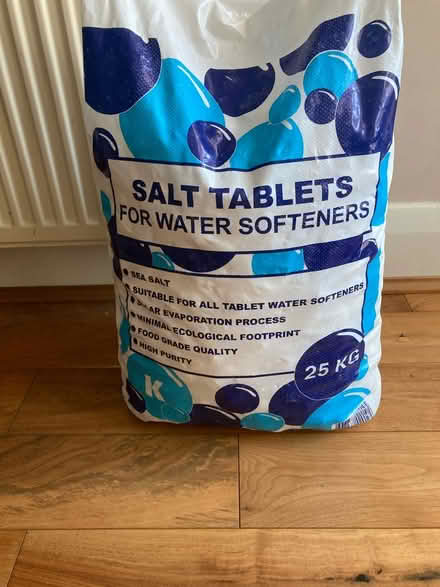 SALT TABLETS
FOR WATER SOFTENERS
● SEA SALT
● SUITABLE FOR ALL TABLET WATER SOFTENERS
● SOLAR EVAPORATION PROCESS
● MINIMAL ECOLOGICAL FOOTPRINT
● FOOD GRADE QUALITY
● HIGH PURITY
25 KG
K